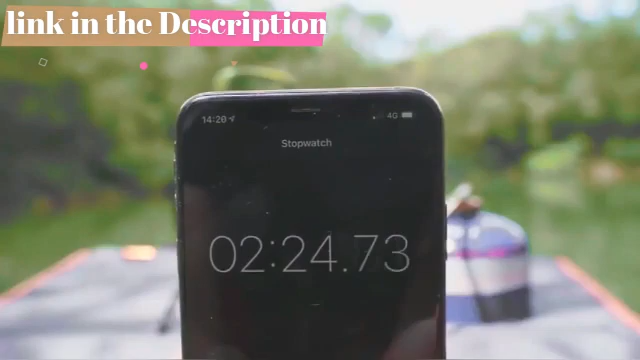 link in the Description
14:20
4G
Stopwatch
02:24.73